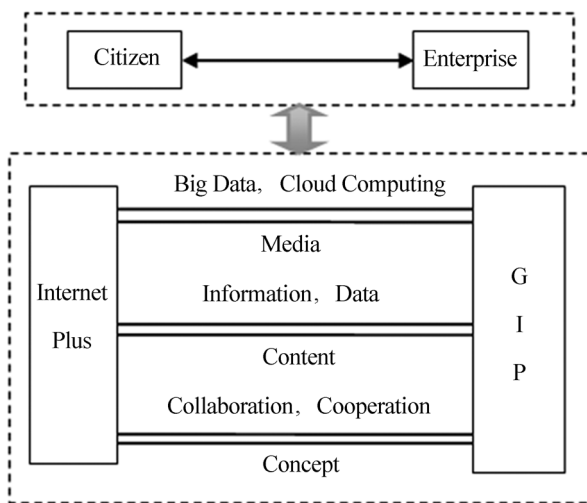 Citizen
Enterprise
Big Data, Cloud Computing
Media
Information, Data
Internet
Plus
Content
Collaboration, Cooperation
Concept
G
I
P